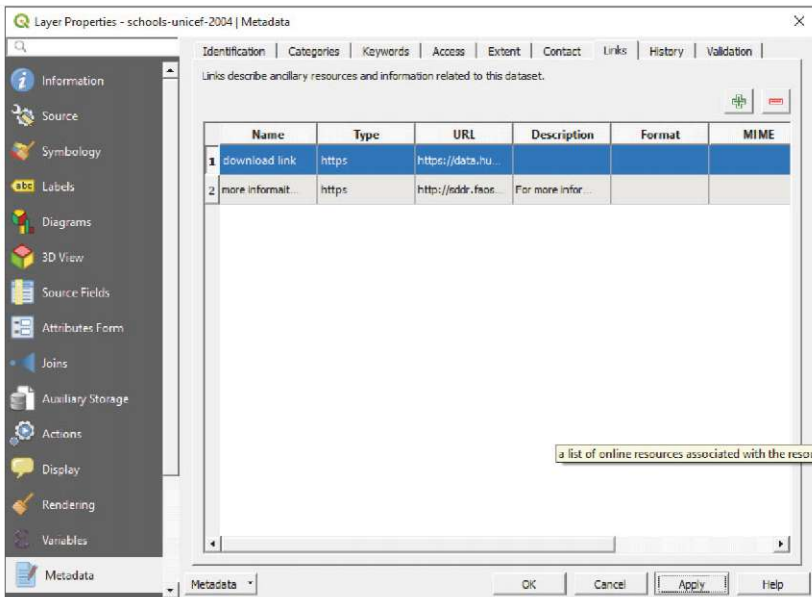 Layer Properties - schools-unicef-2004 | Metadata
Identification Categories Keywords Access Extent Contact Links History Validation
Links describe ancillary resources and information related to this dataset.
Information
Source
Symbology
abc Labels
Diagrams
3D View
Source Fields
Attributes Form
Joins
Auxiliary Storage
Actions
Display
Rendering
Variables
Metadata
Name Type URL Description Format MIME
1 download link https https://data.hu...
2 more informait... https http://sddr.faos... For more infor...
a list of online resources associated with the resou
Metadata OK Cancel Apply Help